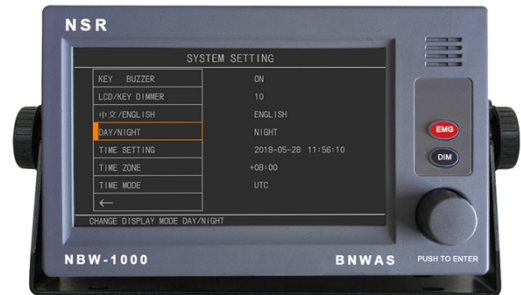 NSR
SYSTEM SETTING
KEY BUZZER ON
LCD/KEY DIMMER 10
中文/ENGLISH ENGLISH
DAY/NIGHT NIGHT
TIME SETTING 2018-05-28 11:56:10
TIME ZONE +08:00
TIME MODE UTC
←
CHANGE DISPLAY MODE DAY/NIGHT
EMG
DIM
NBW-1000
BNWAS
PUSH TO ENTER